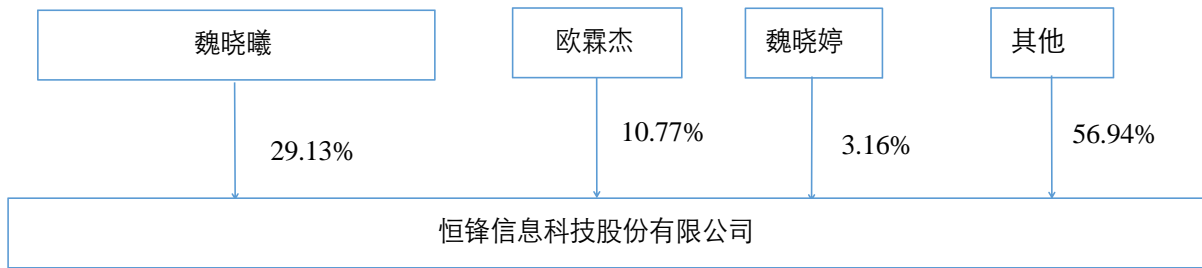 魏晓曦
欧霖杰
魏晓婷
其他
29.13%
10.77%
3.16%
56.94%
恒锋信息科技股份有限公司